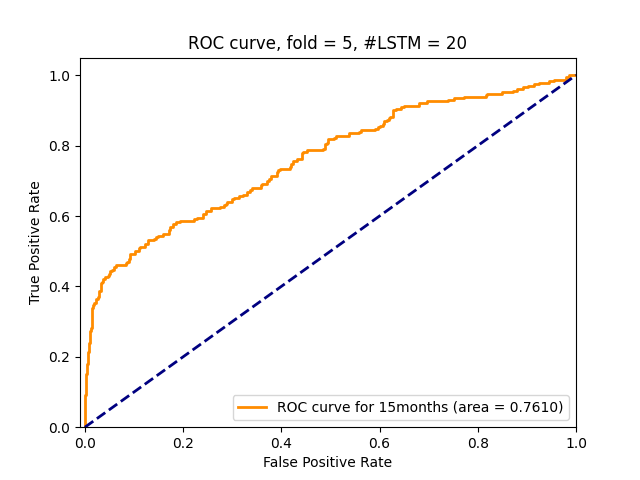 ROC curve, fold = 5, #LSTM = 20
True Positive Rate
1.0
0.8
0.6
0.4
0.2
0.0
ROC curve for 15months (area = 0.7610)
0.0 0.2 0.4 0.6 0.8 1.0
False Positive Rate